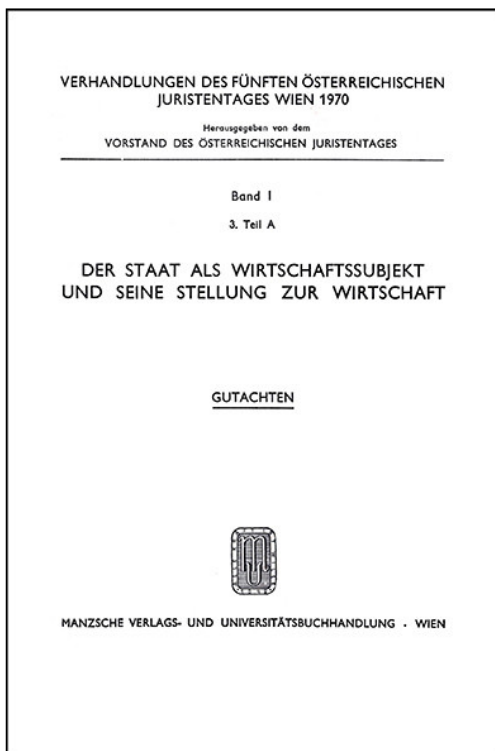 VERHANDLUNGEN DES FÜNFTEN ÖSTERREICHISCHEN
JURISTENTAGES WIEN 1970
Herausgegeben von dem
VORSTAND DES ÖSTERREICHISCHEN JURISTENTAGES
Band I
3. Teil A
DER STAAT ALS WIRTSCHAFTSSUBJEKT
UND SEINE STELLUNG ZUR WIRTSCHAFT
GUTACHTEN
MANZSCHE VERLAGS- UND UNIVERSITÄTSBUCHHANDLUNG · WIEN